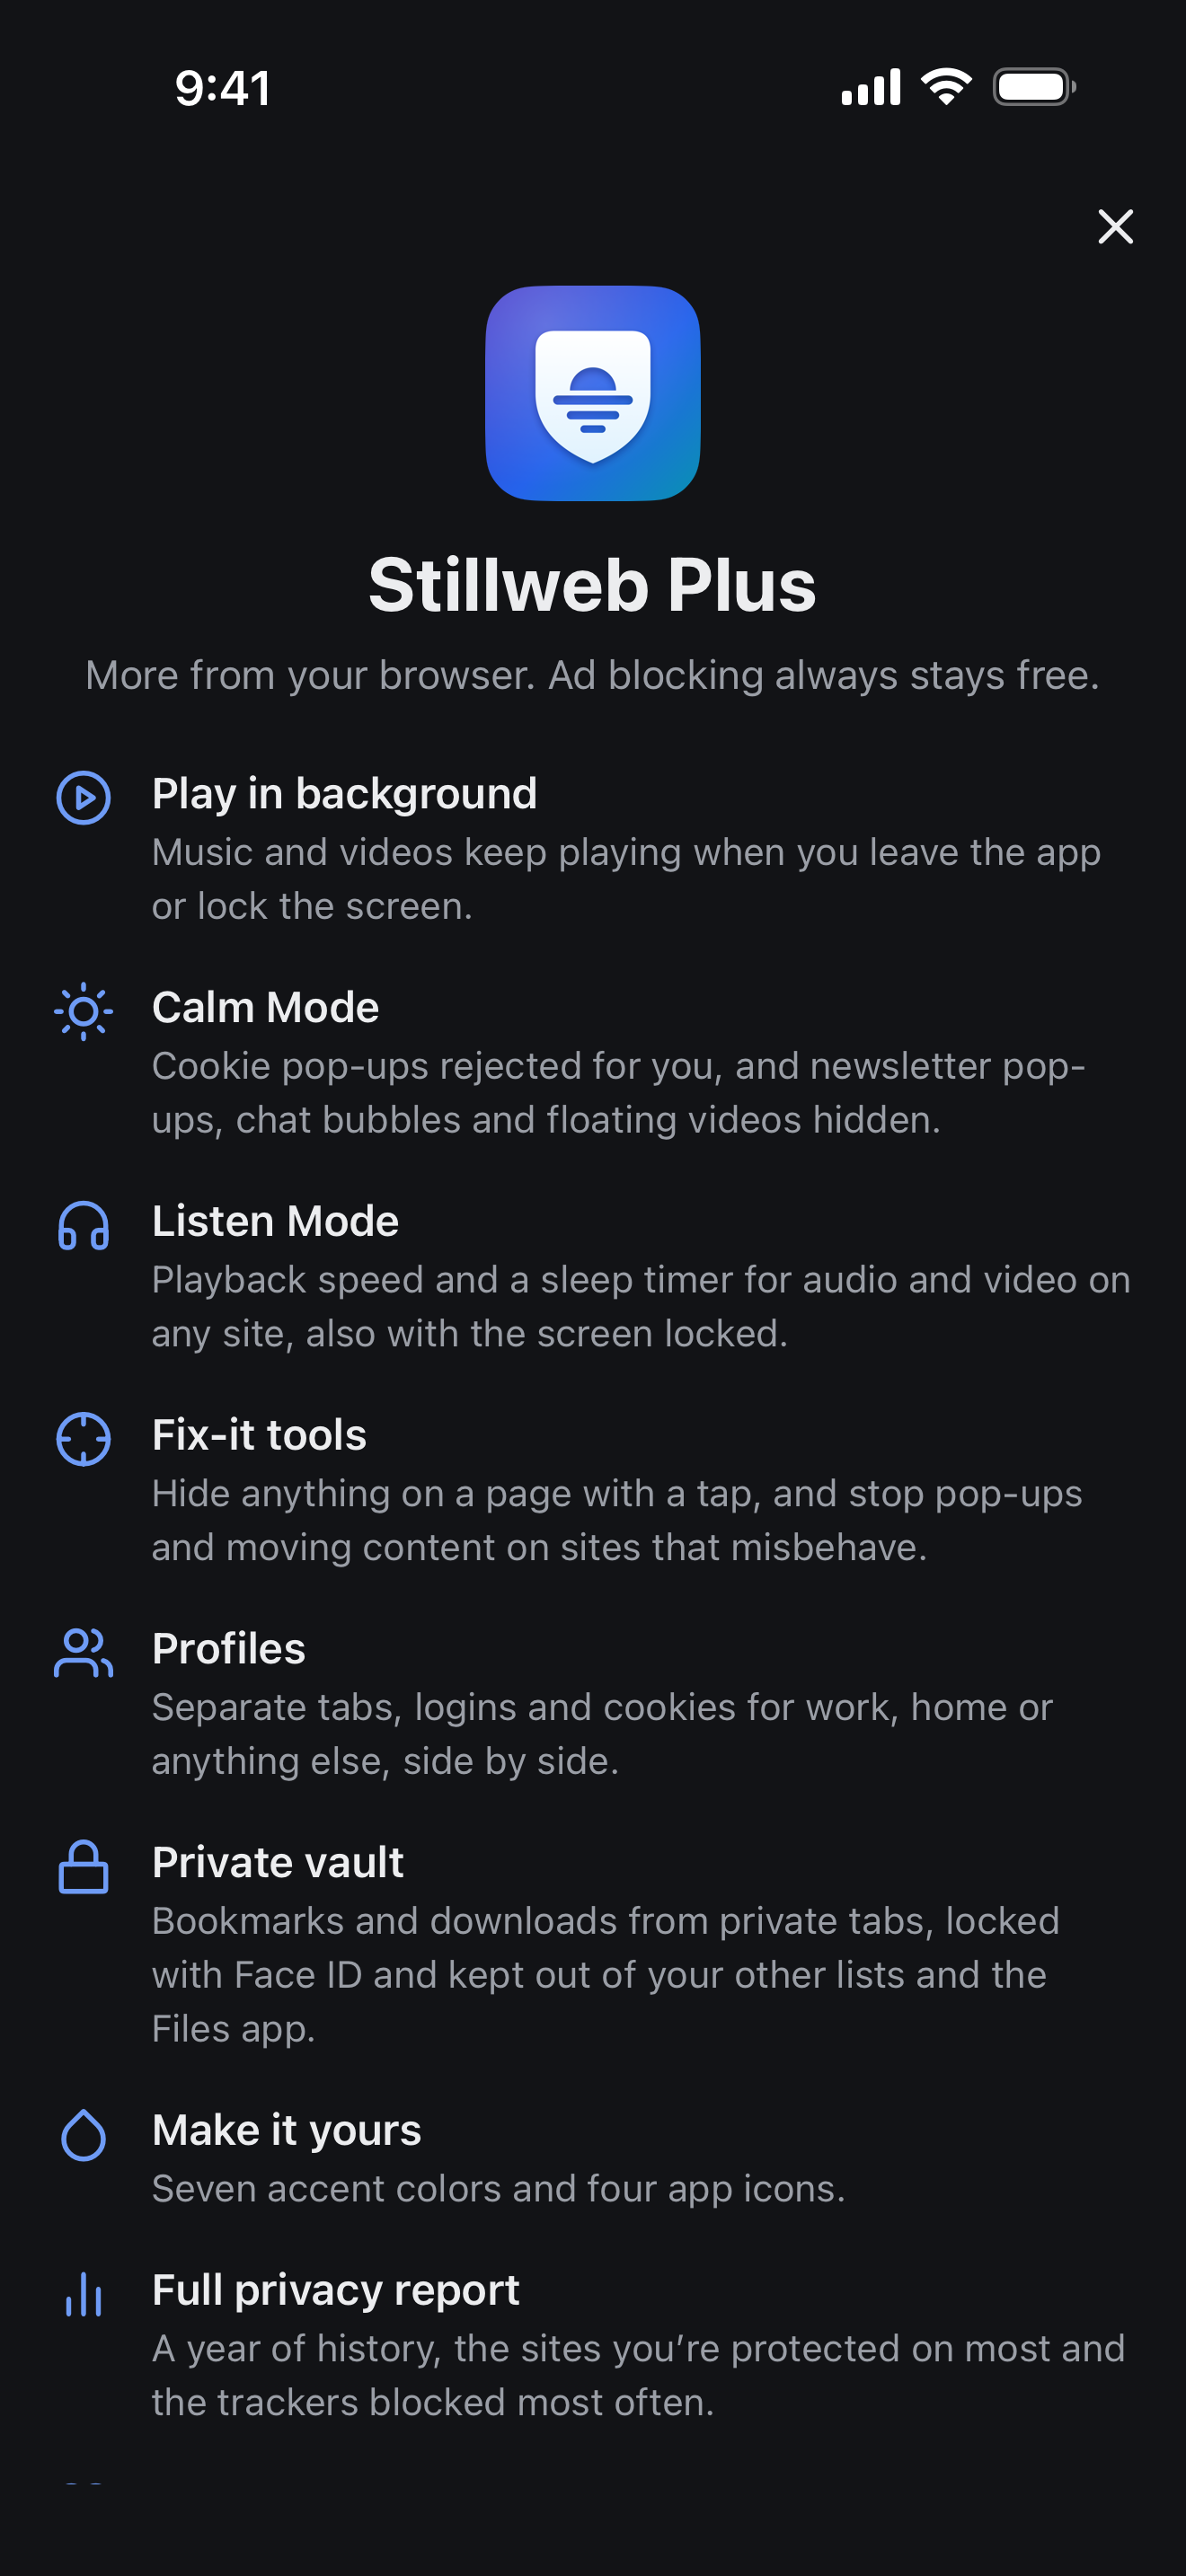 9:41
Stillweb Plus
More from your browser. Ad blocking always stays free.
Play in background
Music and videos keep playing when you leave the app
or lock the screen.
Calm Mode
Cookie pop-ups rejected for you, and newsletter pop-
ups, chat bubbles and floating videos hidden.
Listen Mode
Playback speed and a sleep timer for audio and video on
any site, also with the screen locked.
Fix-it tools
Hide anything on a page with a tap, and stop pop-ups
and moving content on sites that misbehave.
Profiles
Separate tabs, logins and cookies for work, home or
anything else, side by side.
Private vault
Bookmarks and downloads from private tabs, locked
with Face ID and kept out of your other lists and the
Files app.
Make it yours
Seven accent colors and four app icons.
Full privacy report
A year of history, the sites you’re protected on most and
the trackers blocked most often.